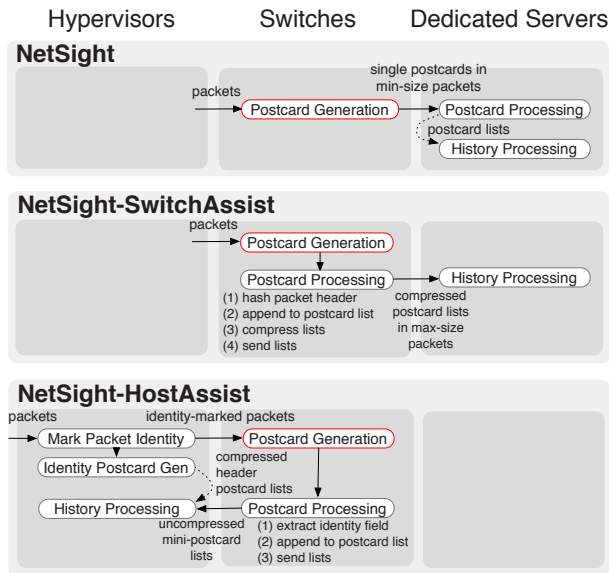 Hypervisors
Switches
Dedicated Servers
NetSight
packets
single postcards in
min-size packets
Postcard Generation
Postcard Processing
postcard lists
History Processing
NetSight-SwitchAssist
packets
Postcard Generation
Postcard Processing
(1) hash packet header
(2) append to postcard list
(3) compress lists
(4) send lists
compressed
postcard lists
in max-size
packets
History Processing
NetSight-HostAssist
packets
identity-marked packets
Mark Packet Identity
Postcard Generation
Identity Postcard Gen
compressed
header
postcard lists
History Processing
Postcard Processing
uncompressed
mini-postcard
lists
(1) extract identity field
(2) append to postcard list
(3) send lists